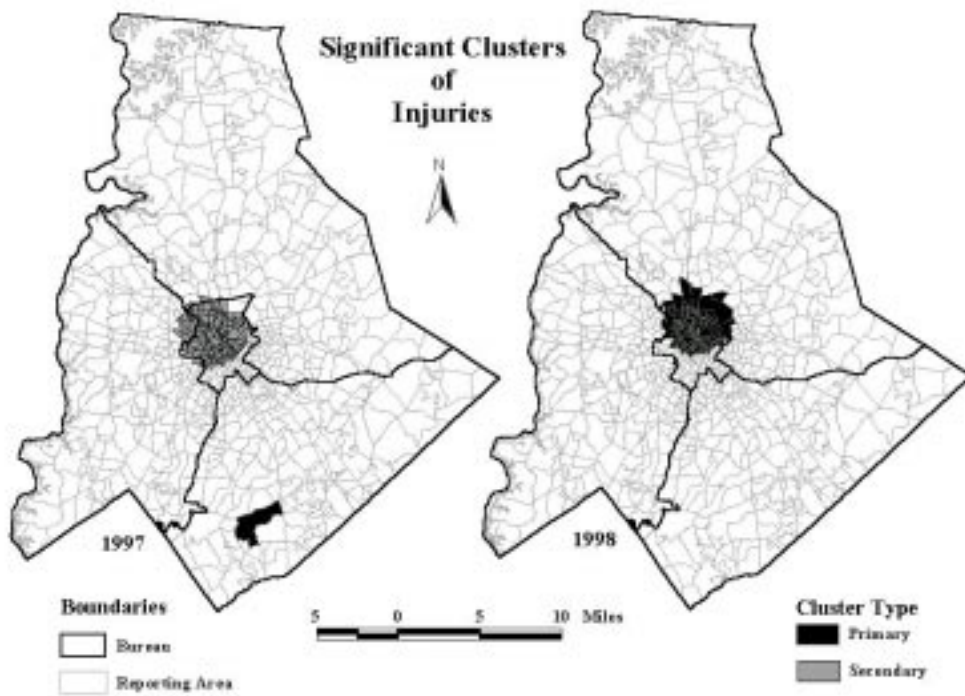 Significant Clusters
of
Injuries
N
1997
1998
Boundaries
Bureau
Reporting Area
5 0 5 10 Miles
Cluster Type
Primary
Secondary